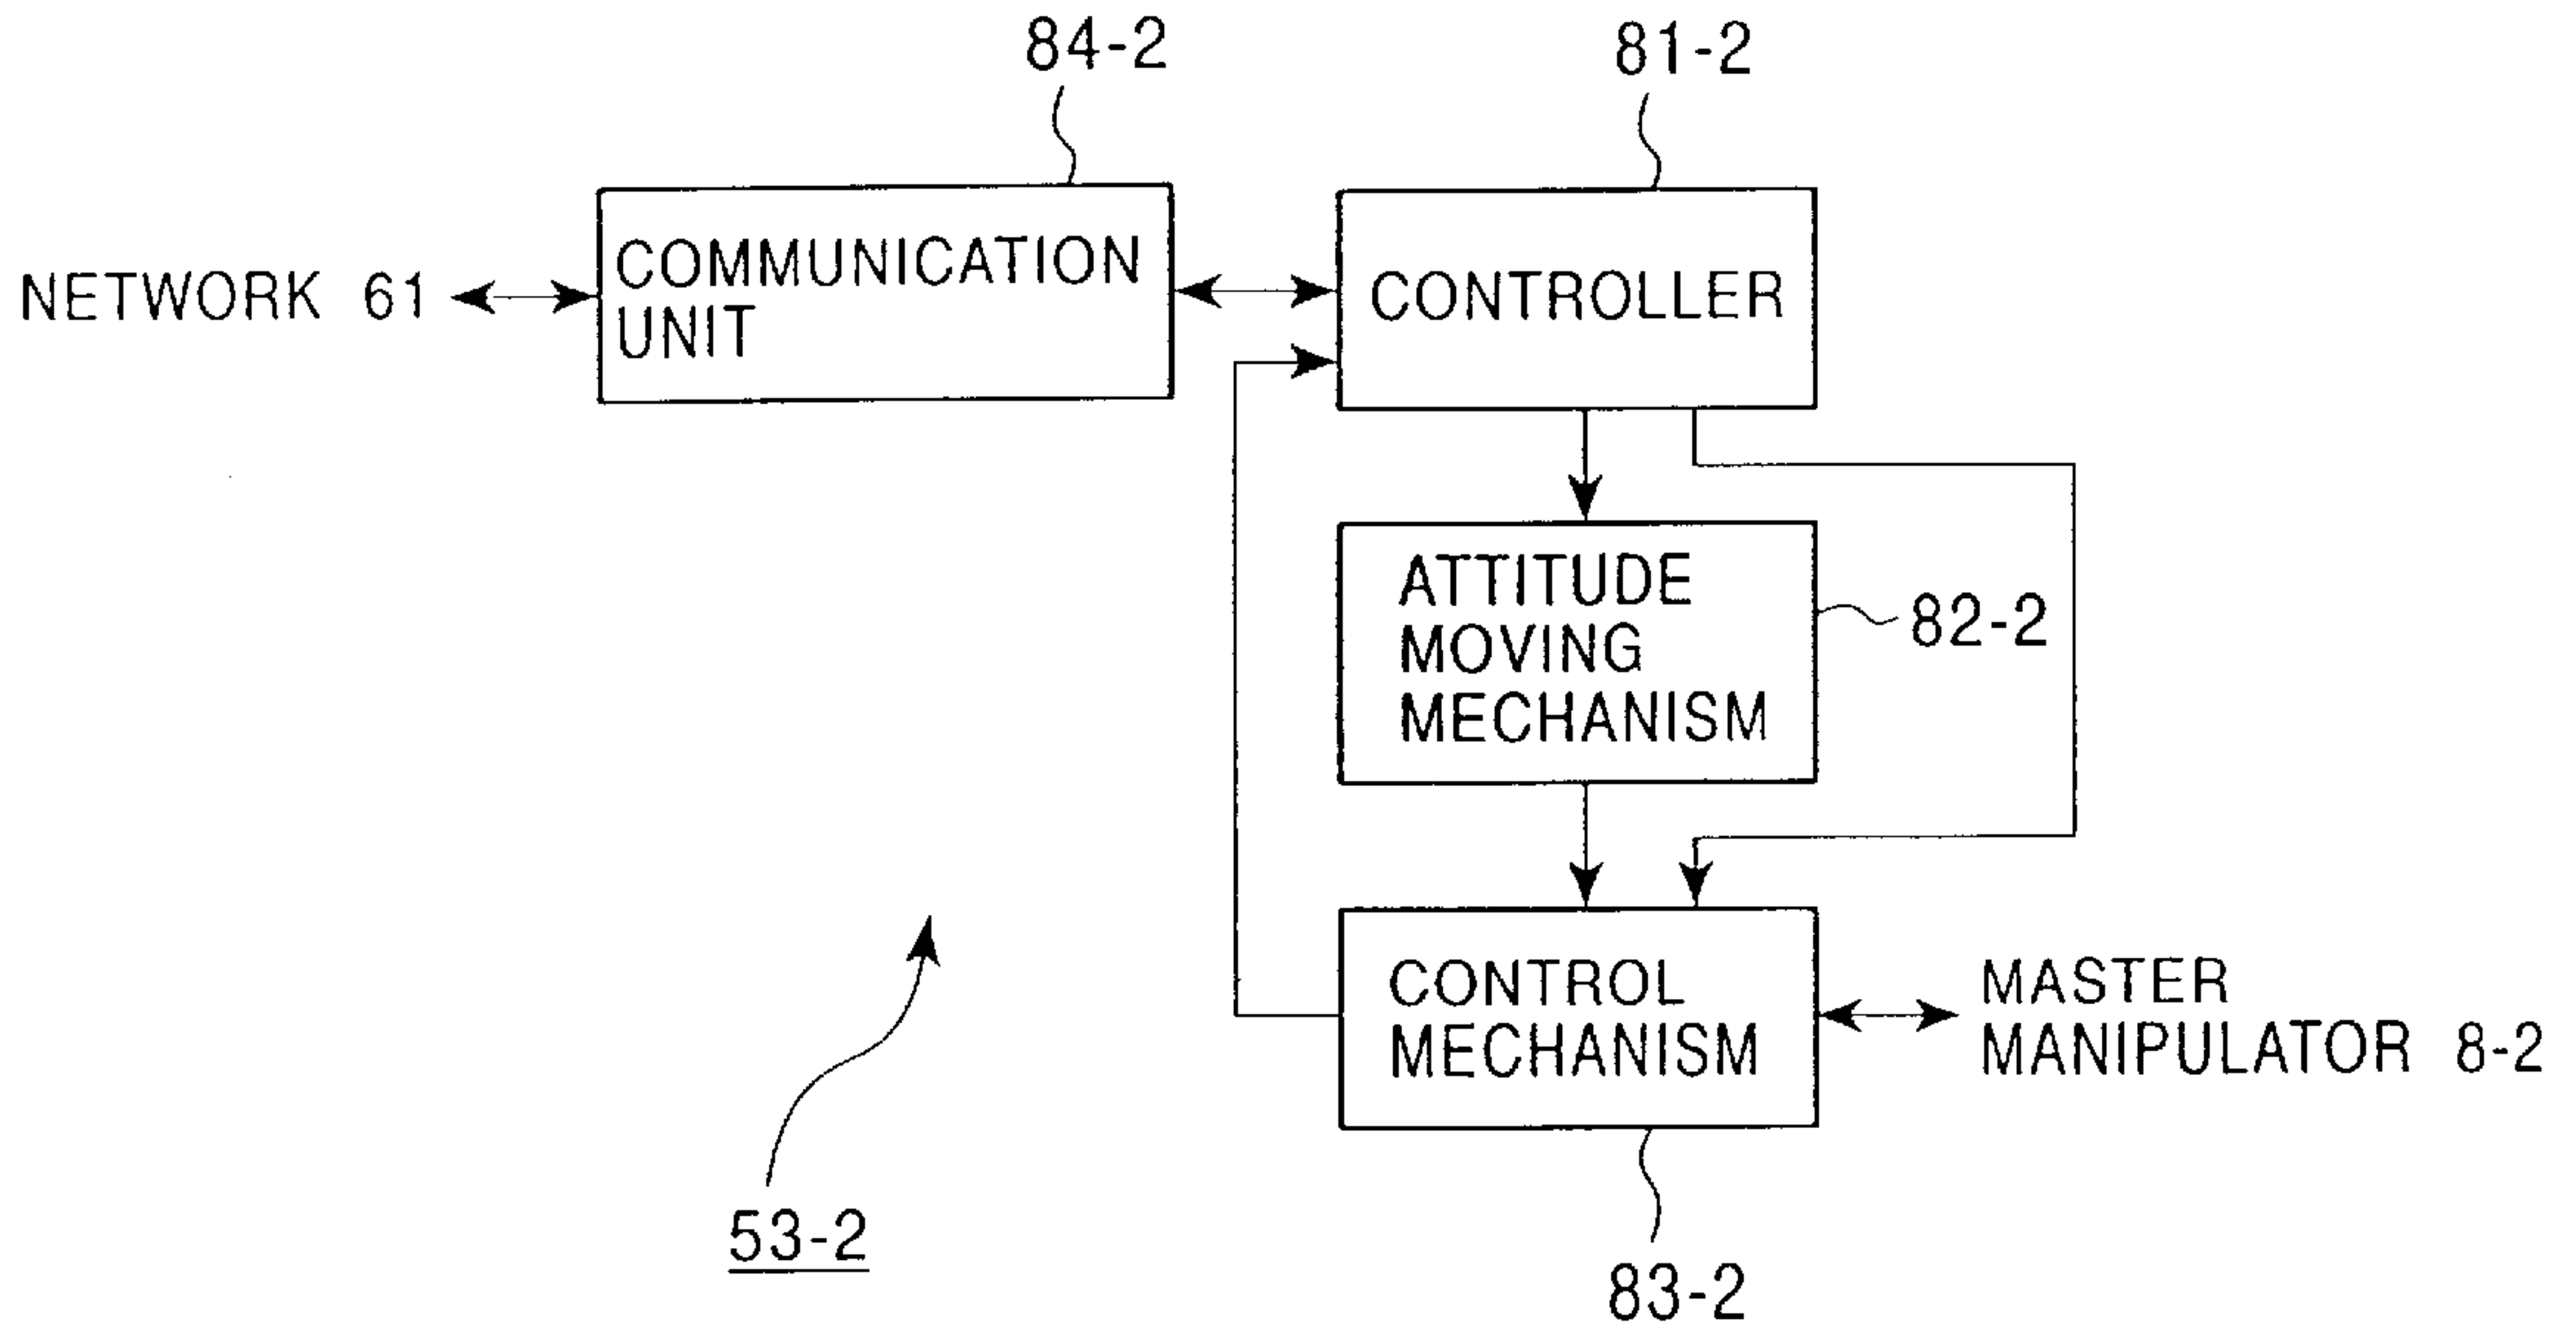 84-2
81-2
NETWORK 61
COMMUNICATION
UNIT
CONTROLLER
ATTITUDE
MOVING
MECHANISM
82-2
CONTROL
MECHANISM
MASTER
MANIPULATOR 8-2
53-2
83-2